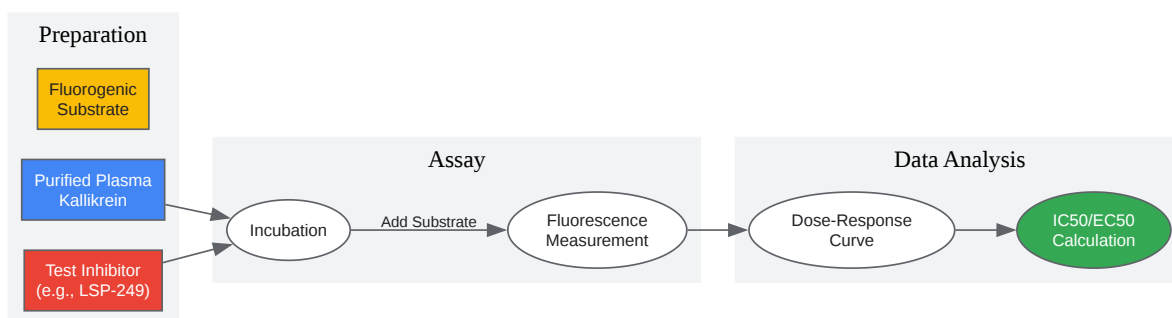 Preparation
Fluorogenic
Substrate
Purified Plasma
Kallikrein
Test Inhibitor
(e.g., LSP-249)
Assay
Incubation
Add Substrate
Fluorescence
Measurement
Data Analysis
Dose-Response
Curve
IC50/EC50
Calculation